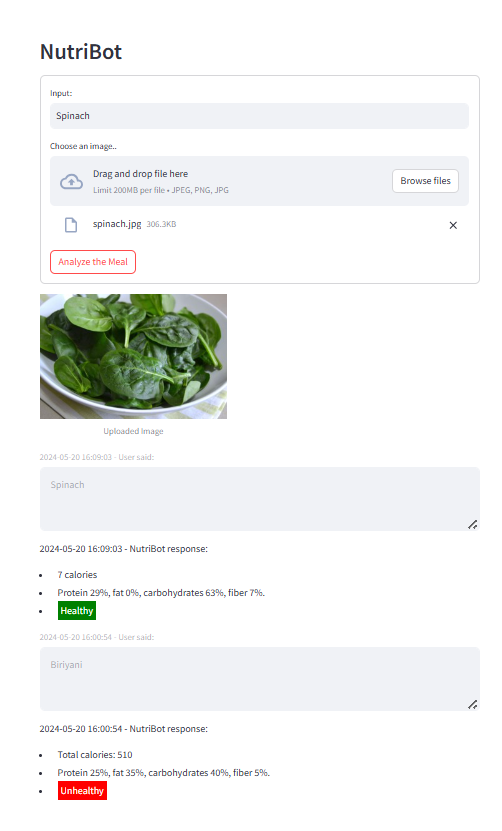 NutriBot
Input:
Spinach
Choose an image..
Drag and drop file here
Limit 200MB per file • JPEG, PNG, JPG
Browse files
spinach.jpg 306.3KB
Analyze the Meal
Uploaded Image
2024-05-20 16:09:03 - User said:
Spinach
2024-05-20 16:09:03 - NutriBot response:
• 7 calories
• Protein 29%, fat 0%, carbohydrates 63%, fiber 7%.
• Healthy
2024-05-20 16:00:54 - User said:
Biriyani
2024-05-20 16:00:54 - NutriBot response:
• Total calories: 510
• Protein 25%, fat 35%, carbohydrates 40%, fiber 5%.
• Unhealthy